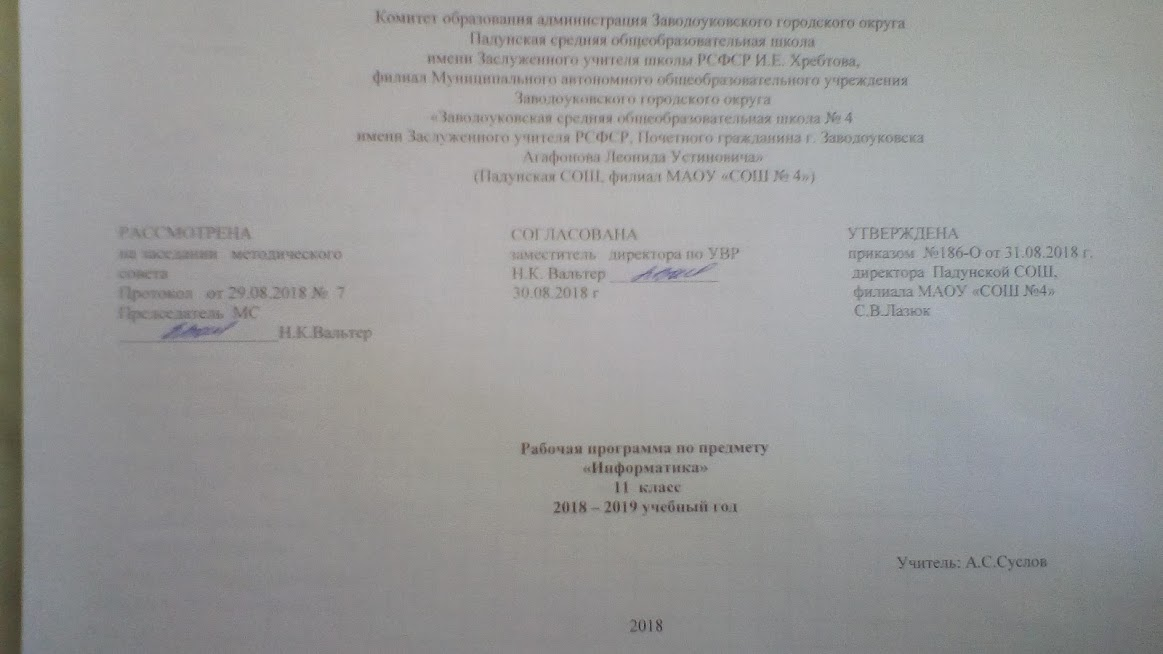 Комитет образования администрация Заводоуковского городского округа
Падунская средняя общеобразовательная школа
имени Заслуженного учителя школы РСФСР И.Е. Хребтова,
филиал Муниципального автономного общеобразовательного учреждения
Заводоуковского городского округа
«Заводоуковская средняя общеобразовательная школа № 4
имени Заслуженного учителя РСФСР, Почетного гражданина г. Заводоуковска
Агафонова Леонида Устиновича»
(Падунская СОШ, филиал МАОУ «СОШ № 4»)
РАССМОТРЕНА
на заседании методического
совета
Протокол от 29.08.2018 № 7
Председатель МС
Н.К.Вальтер
СОГЛАСОВАНА
заместитель директора по УВР
Н.К. Вальтер
30.08.2018 г
УТВЕРЖДЕНА
приказом №186-О от 31.08.2018 г.
директора Падунской СОШ,
филиала МАОУ «СОШ №4»
С.В.Лазюк
Рабочая программа по предмету
«Информатика»
11 класс
2018 – 2019 учебный год
Учитель: А.С.Суслов
2018